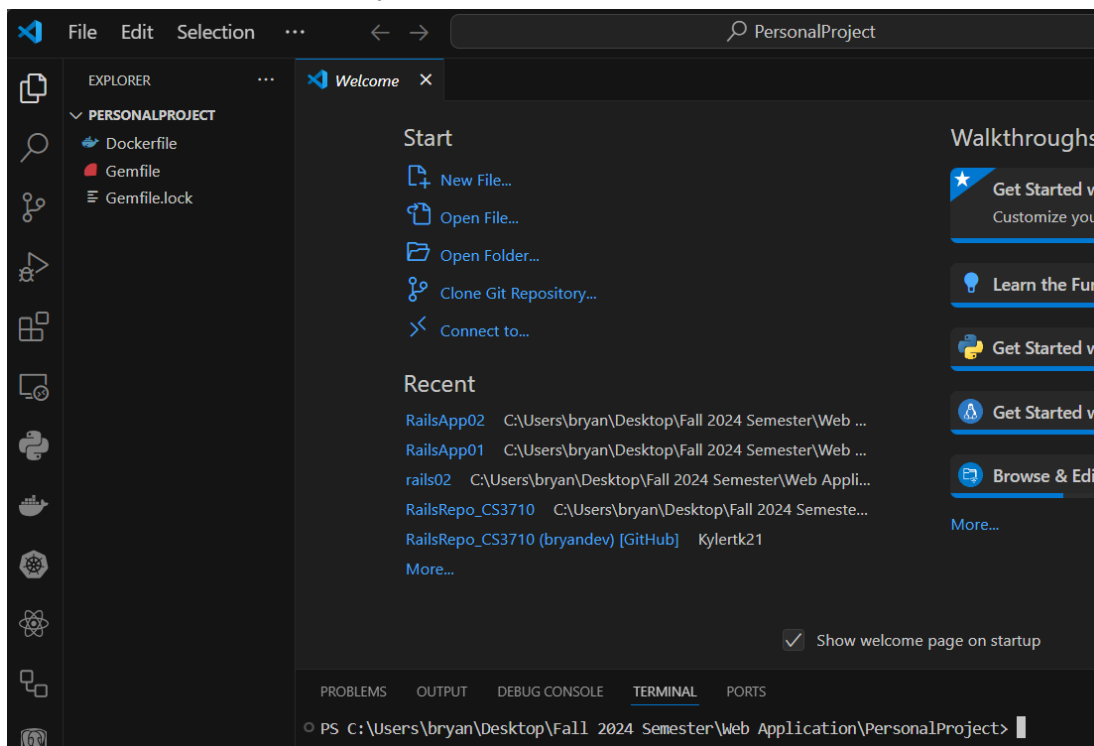 File Edit Selection ··· PersonalProject
EXPLORER ···
PERSONALPROJECT
Dockerfile
Gemfile
Gemfile.lock
Welcome
Start
New File...
Open File...
Open Folder...
Clone Git Repository...
Connect to...
Recent
RailsApp02 C:\Users\bryan\Desktop\Fall 2024 Semester\Web ...
RailsApp01 C:\Users\bryan\Desktop\Fall 2024 Semester\Web ...
rails02 C:\Users\bryan\Desktop\Fall 2024 Semester\Web Appli...
RailsRepo_CS3710 C:\Users\bryan\Desktop\Fall 2024 Semeste...
RailsRepo_CS3710 (bryandev) [GitHub] Kylertk21
More...
Walkthroughs
Get Started
Customize you
Learn the Fu
Get Started
Get Started
Browse & Edi
More...
Show welcome page on startup
PROBLEMS OUTPUT DEBUG CONSOLE TERMINAL PORTS
PS C:\Users\bryan\Desktop\Fall 2024 Semester\Web Application\PersonalProject>